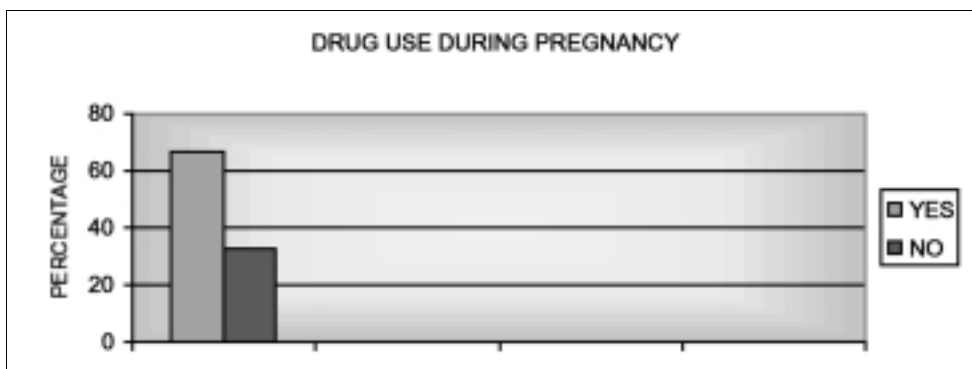 DRUG USE DURING PREGNANCY
80
60
40
20
0
PERCENTAGE
YES
NO